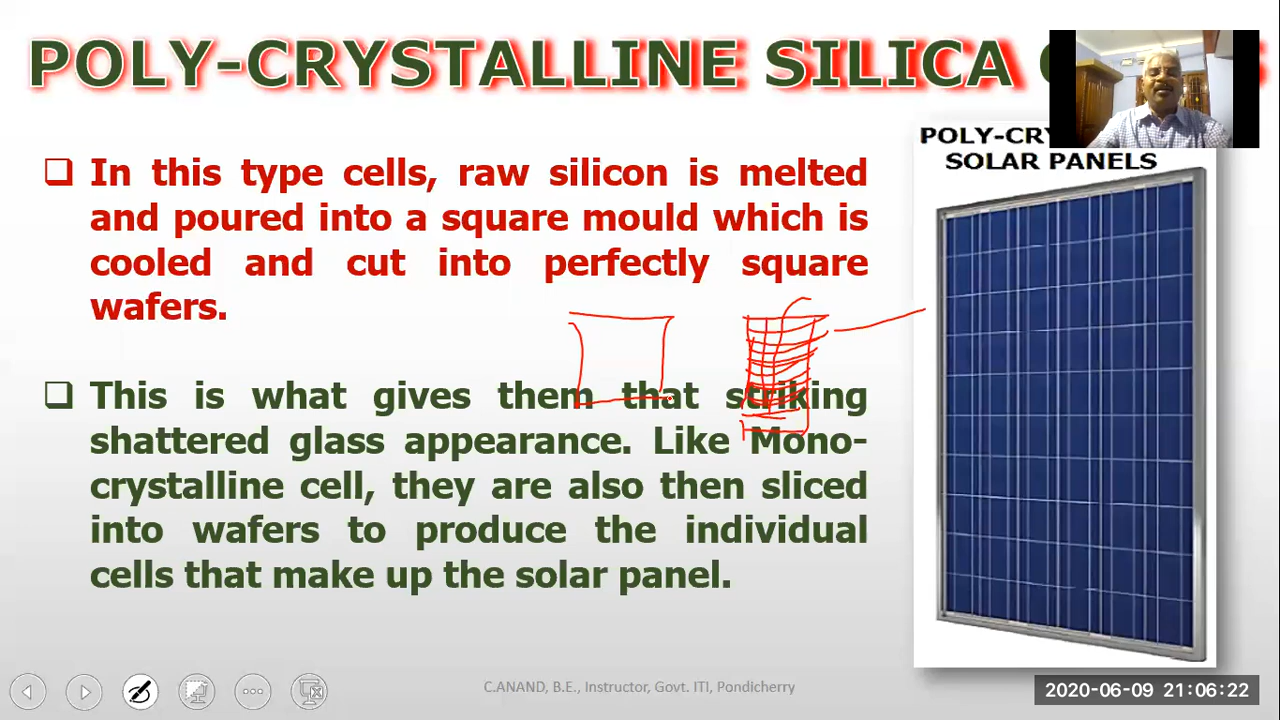 POLY-CRYSTALLINE SILICA
POLY-CRY
SOLAR PANELS
❑ In this type cells, raw silicon is melted
and poured into a square mould which is
cooled and cut into perfectly square
wafers.
❑ This is what gives them that striking
shattered glass appearance. Like Mono-
crystalline cell, they are also then sliced
into wafers to produce the individual
cells that make up the solar panel.
C.ANAND, B.E., Instructor, Govt. ITI, Pondicherry
2020-06-09 21:06:22